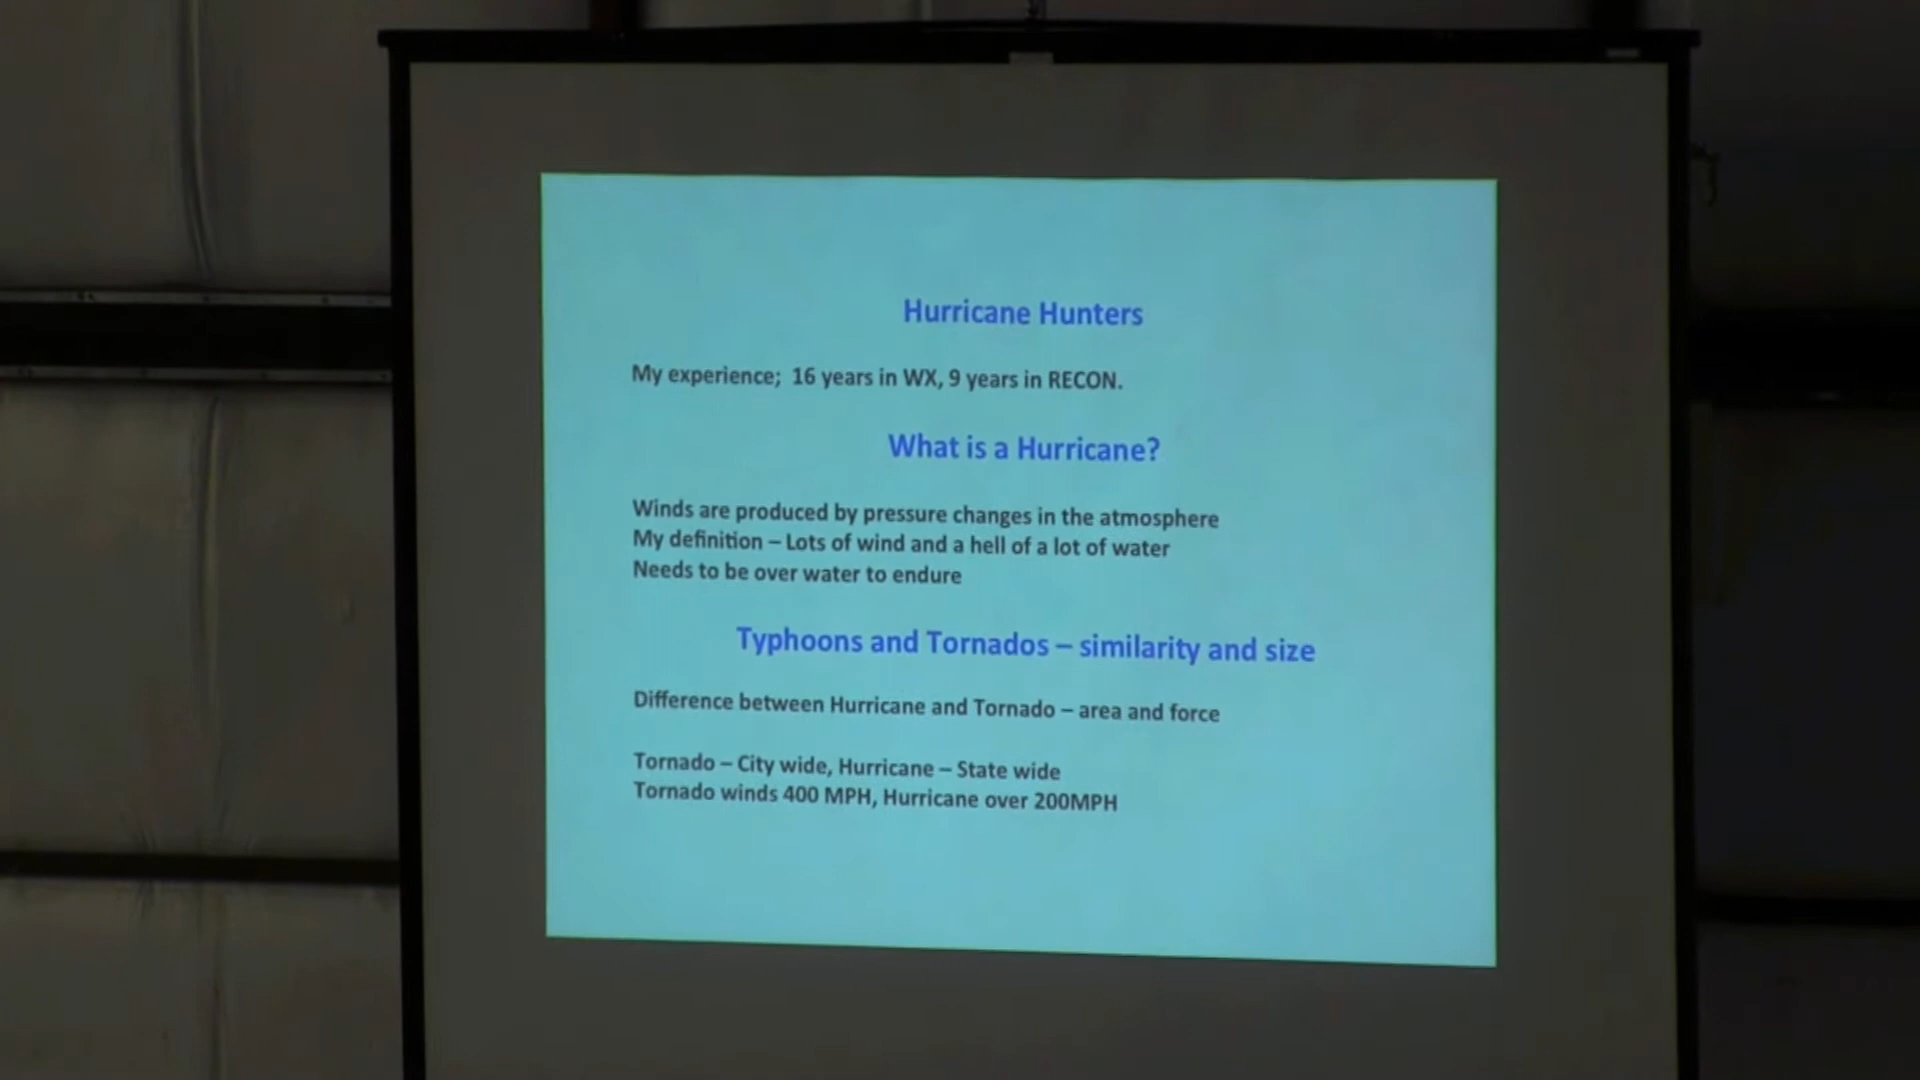 Hurricane Hunters
My experience;  16 years in WX, 9 years in RECON.
What is a Hurricane?
Winds are produced by pressure changes in the atmosphere
My definition – Lots of wind and a hell of a lot of water
Needs to be over water to endure
Typhoons and Tornados – similarity and size
Difference between Hurricane and Tornado – area and force
Tornado – City wide, Hurricane – State wide
Tornado winds 400 MPH, Hurricane over 200MPH